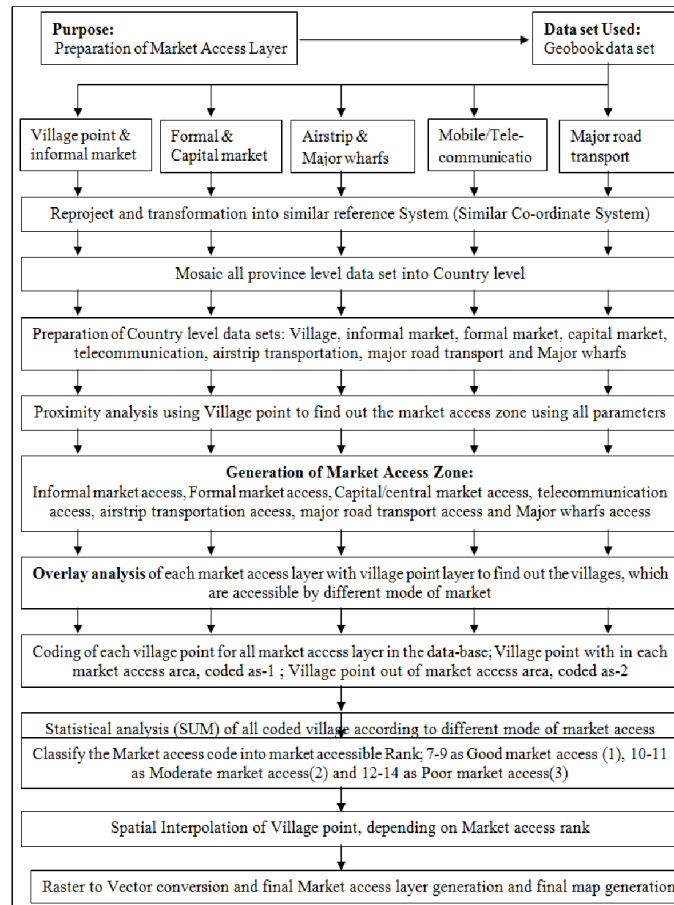 Purpose:
Preparation of Market Access Layer
Data set Used:
Geobook data set
Village point &
informal market
Formal &
Capital market
Airstrip &
Major wharfs
Mobile/Tele-
communicatio
Major road
transport
Reproject and transformation into similar reference System (Similar Co-ordinate System)
Mosaic all province level data set into Country level
Preparation of Country level data sets: Village, informal market, formal market, capital market,
telecommunication, airstrip transportation, major road transport and Major wharfs
Proximity analysis using Village point to find out the market access zone using all parameters
Generation of Market Access Zone:
Informal market access, Formal market access, Capital/central market access, telecommunication
access, airstrip transportation access, major road transport access and Major wharfs access
Overlay analysis of each market access layer with village point layer to find out the villages, which
are accessible by different mode of market
Coding of each village point for all market access layer in the data-base; Village point with in each
market access area, coded as-1 ; Village point out of market access area, coded as-2
Statistical analysis (SUM) of all coded village according to different mode of market access
Classify the Market access code into market accessible Rank; 7-9 as Good market access (1), 10-11
as Moderate market access(2) and 12-14 as Poor market access(3)
Spatial Interpolation of Village point, depending on Market access rank
Raster to Vector conversion and final Market access layer generation and final map generation